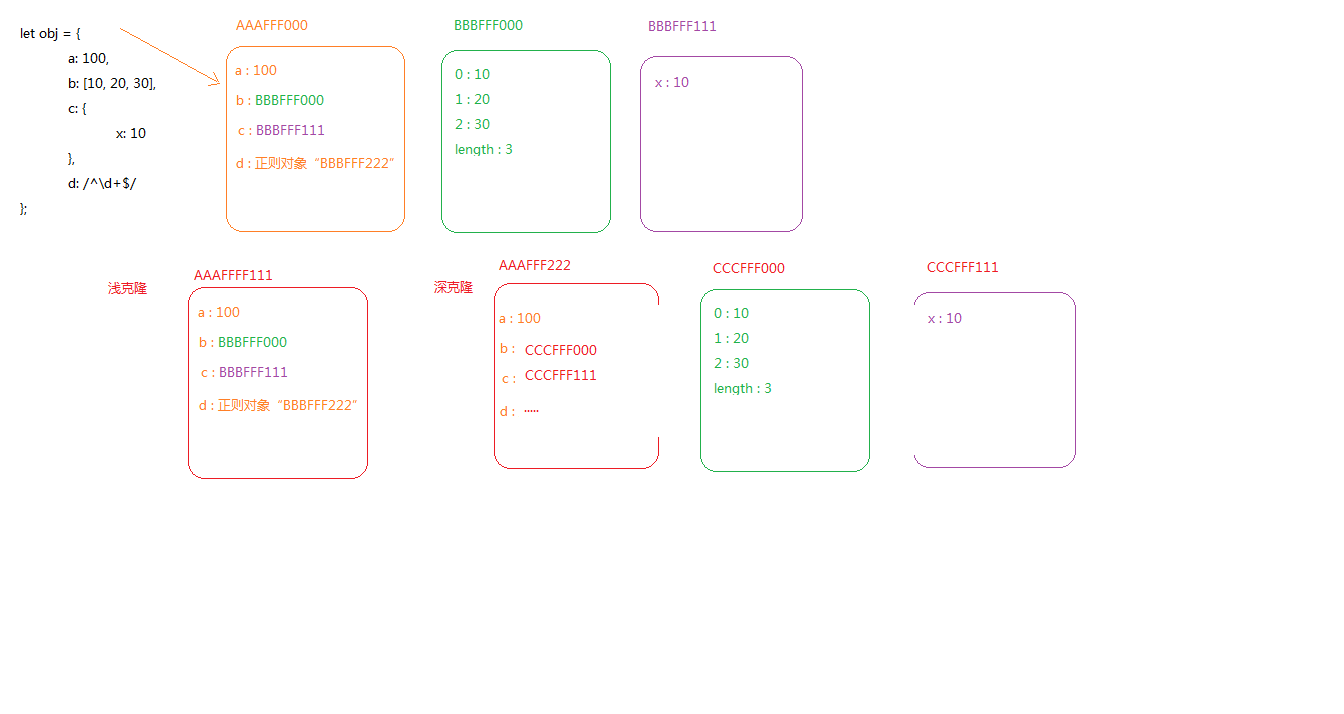 let obj = {
a: 100,
b: [10, 20, 30],
c: {
x: 10
},
d: /^\d+$/
};
AAAFFF000
a : 100
b : BBBFFF000
c : BBBFFF111
d : 正则对象“BBBFFF222”
BBBFFF000
0 : 10
1 : 20
2 : 30
length : 3
BBBFFF111
x : 10
浅克隆
AAAFFFF111
a : 100
b : BBBFFF000
c : BBBFFF111
d : 正则对象“BBBFFF222”
深克隆
AAAFFF222
a : 100
b : CCCFFF000
c : CCCFFF111
d : .....
CCCFFF000
0 : 10
1 : 20
2 : 30
length : 3
CCCFFF111
x : 10